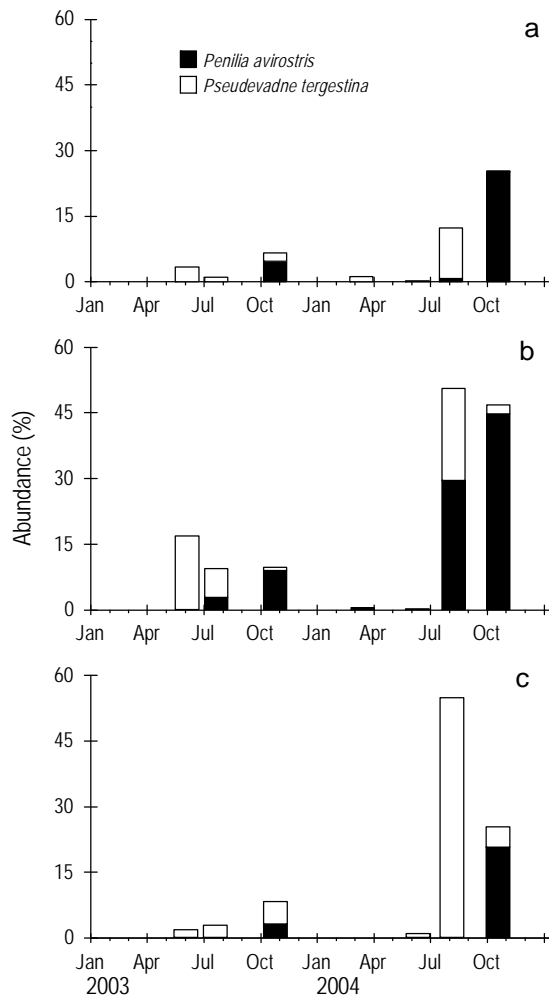 a
60
45
30
15
0
Penilia avirostris
Pseudevadne tergestina
Jan Apr Jul Oct Jan Apr Jul Oct
b
60
45
30
15
0
Abundance (%)
Jan Apr Jul Oct Jan Apr Jul Oct
c
60
45
30
15
0
Jan Apr Jul Oct Jan Apr Jul Oct
2003 2004